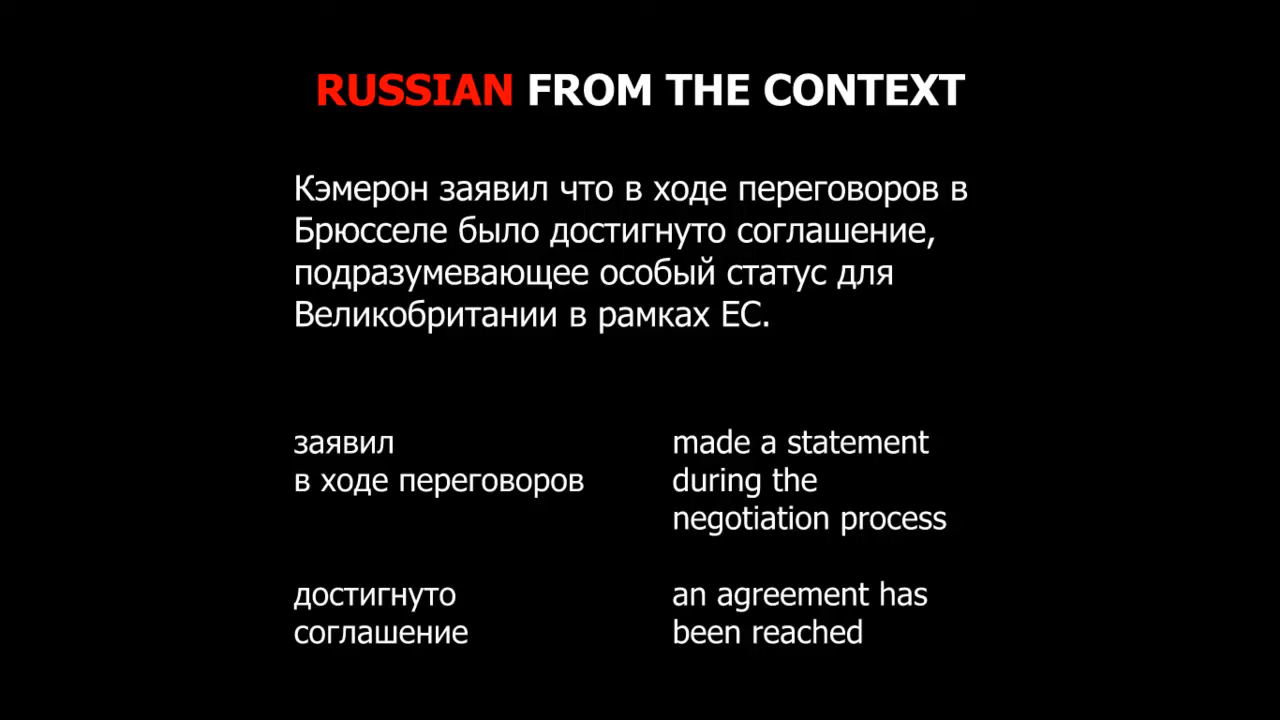 RUSSIAN FROM THE CONTEXT
Кэмерон заявил что в ходе переговоров в
Брюсселе было достигнуто соглашение,
подразумевающее особый статус для
Великобритании в рамках ЕС.
заявил made a statement
в ходе переговоров during the
negotiation process
достигнуто an agreement has
соглашение been reached